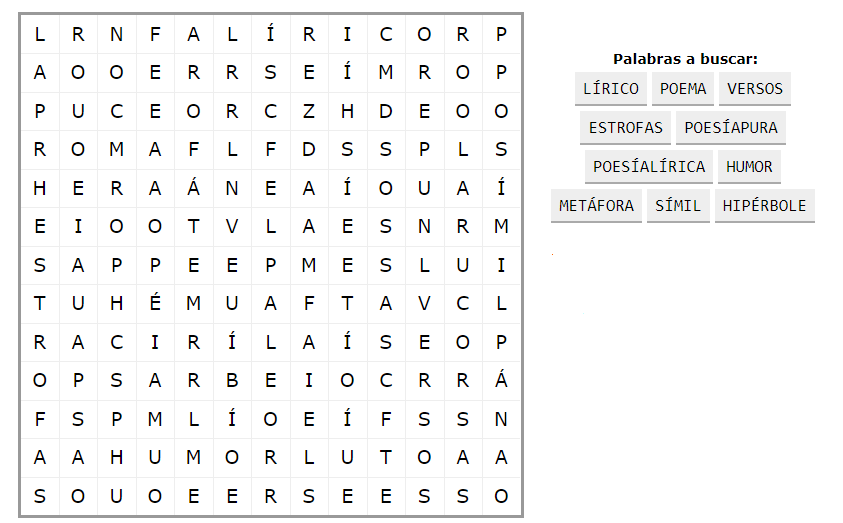 L R N F A L Í R I C O R P
A O O E R R S E Í M R O P
P U C E O R C Z H D E O O
R O M A F L F D S S P L S
H E R A Á N E A Í O U A Í
E I O O T V L A E S N R M
S A P P E E P M E S L U I
T U H É M U A F T A V C L
R A C I R Í L A Í S E O P
O P S A R B E I O C R R Á
F S P M L Í O E Í F S S N
A A H U M O R L U T O A A
S O U O E E R S E E S S O
Palabras a buscar:
LÍRICO POEMA VERSOS
ESTROFAS POESÍAPURA
POESÍALÍRICA HUMOR
METÁFORA SÍMIL HIPÉRBOLE